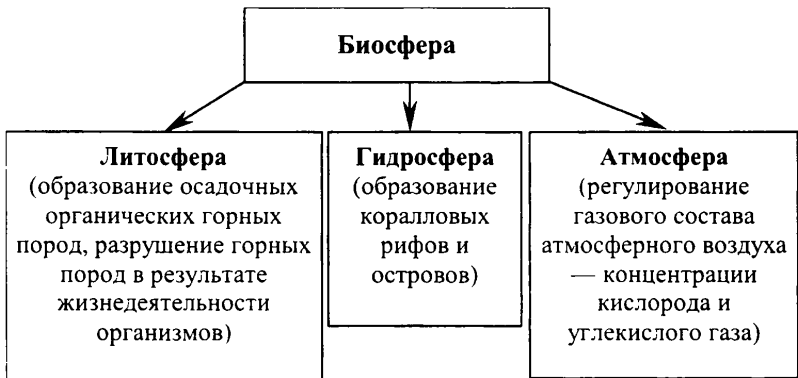 Биосфера
Литосфера
(образование осадочных
органических горных
пород, разрушение горных
пород в результате
жизнедеятельности
организмов)
Гидросфера
(образование
коралловых
рифов и
островов)
Атмосфера
(регулирование
газового состава
атмосферного воздуха
— концентрации
кислорода и
углекислого газа)